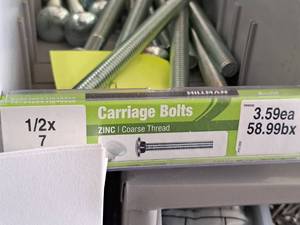 HILLMAN
Carriage Bolts
1/2x
7
ZINC | Coarse Thread
3.59ea
58.99bx